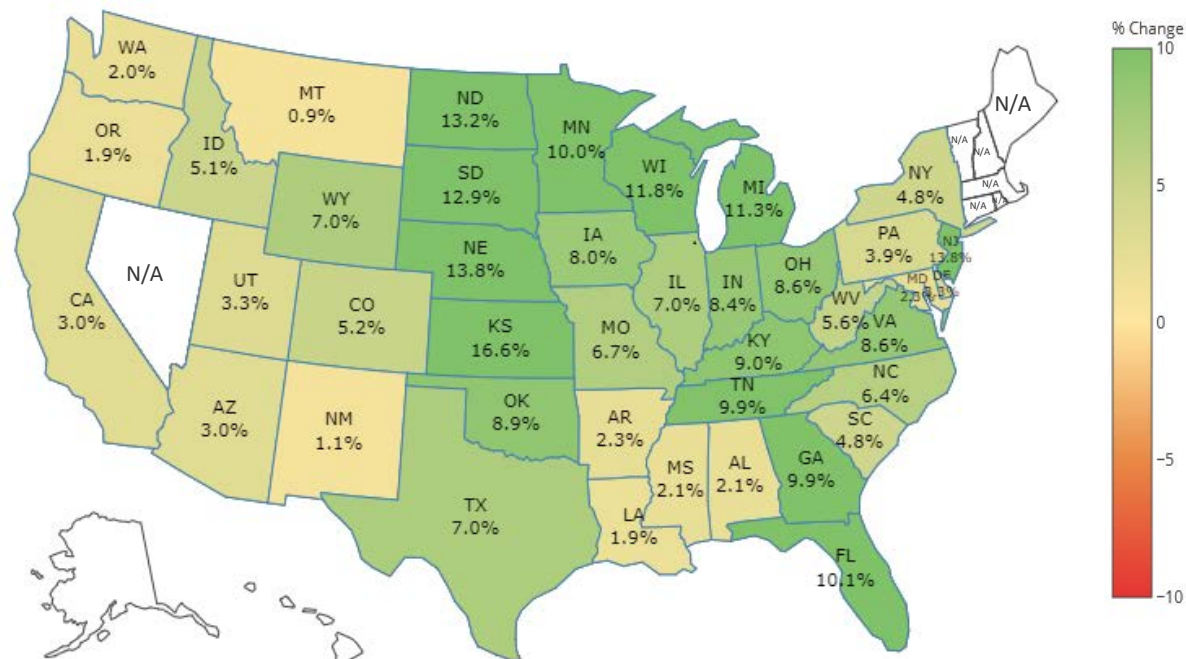 % Change
10
5
0
−5
−10
WA
2.0%
OR
1.9%
CA
3.0%
N/A
ID
5.1%
MT
0.9%
WY
7.0%
UT
3.3%
CO
5.2%
AZ
3.0%
NM
1.1%
ND
13.2%
SD
12.9%
NE
13.8%
KS
16.6%
OK
8.9%
TX
7.0%
MN
10.0%
IA
8.0%
MO
6.7%
AR
2.3%
LA
1.9%
WI
11.8%
IL
7.0%
MI
11.3%
IN
8.4%
OH
8.6%
KY
9.0%
TN
9.9%
MS
2.1%
AL
2.1%
GA
9.9%
FL
10.1%
SC
4.8%
NC
6.4%
VA
8.6%
WV
5.6%
PA
3.9%
NY
4.8%
NJ
13.8%
MD
DE
N/A
N/A
N/A
N/A
N/A